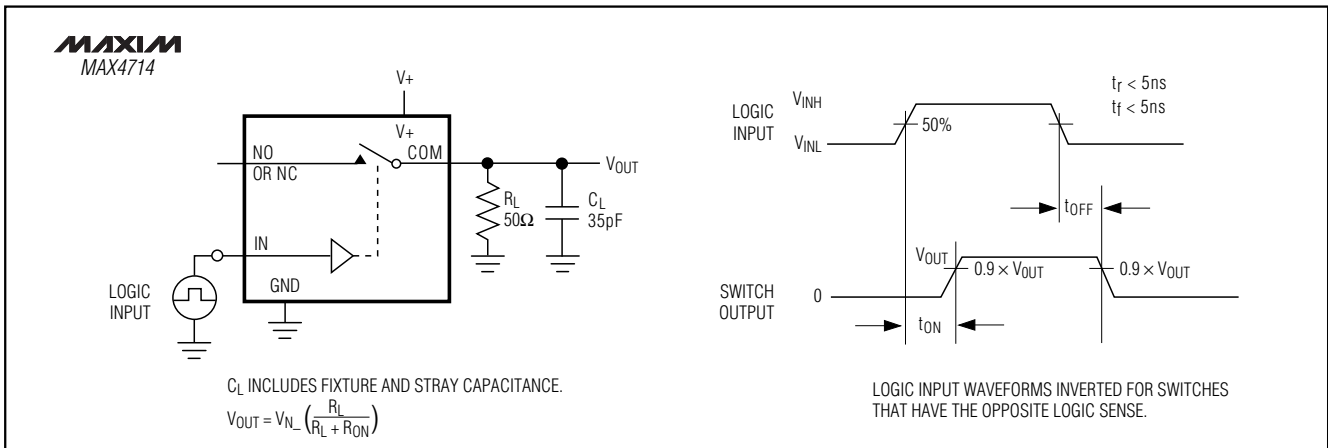 MAXIM
MAX4714
V+
V+
NO
OR NC
COM
VOUT
RL
50Ω
CL
35pF
IN
GND
LOGIC
INPUT
CL INCLUDES FIXTURE AND STRAY CAPACITANCE.
VOUT = VN_ (RL / RL + RON)
LOGIC
INPUT
VINH
VINL
50%
tr < 5ns
tf < 5ns
tOFF
VOUT
0.9 × VOUT
0.9 × VOUT
SWITCH
OUTPUT
0
tON
LOGIC INPUT WAVEFORMS INVERTED FOR SWITCHES
THAT HAVE THE OPPOSITE LOGIC SENSE.